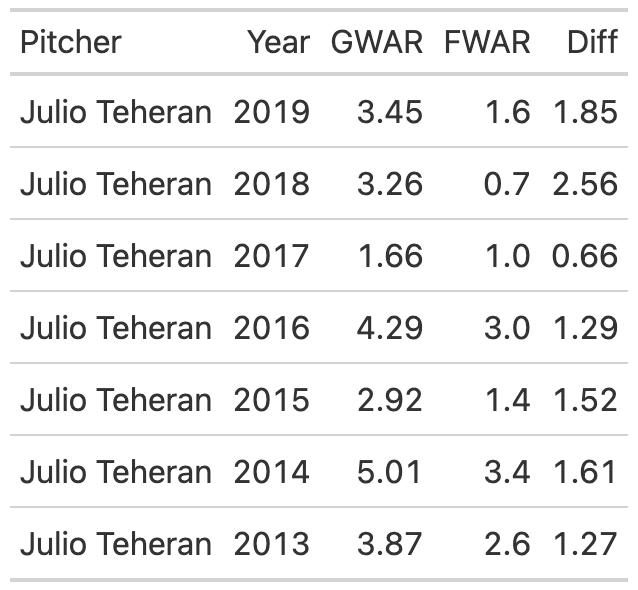 Pitcher Year GWAR FWAR Diff
Julio Teheran 2019 3.45 1.6 1.85
Julio Teheran 2018 3.26 0.7 2.56
Julio Teheran 2017 1.66 1.0 0.66
Julio Teheran 2016 4.29 3.0 1.29
Julio Teheran 2015 2.92 1.4 1.52
Julio Teheran 2014 5.01 3.4 1.61
Julio Teheran 2013 3.87 2.6 1.27